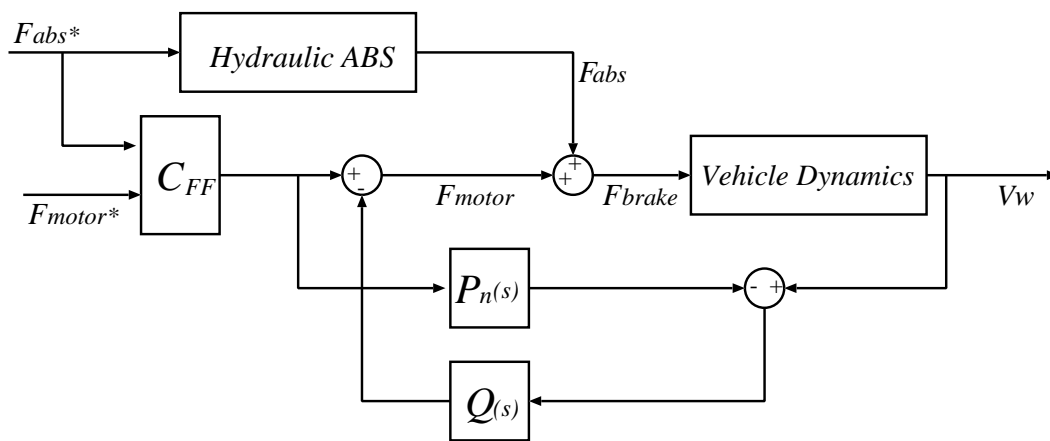 Fabs*
Hydraulic ABS
Fabs
CFF
+
-
+
+
Vehicle Dynamics
Fmotor*
Fmotor
Fbrake
Vw
Pn(s)
-
+
Q(s)